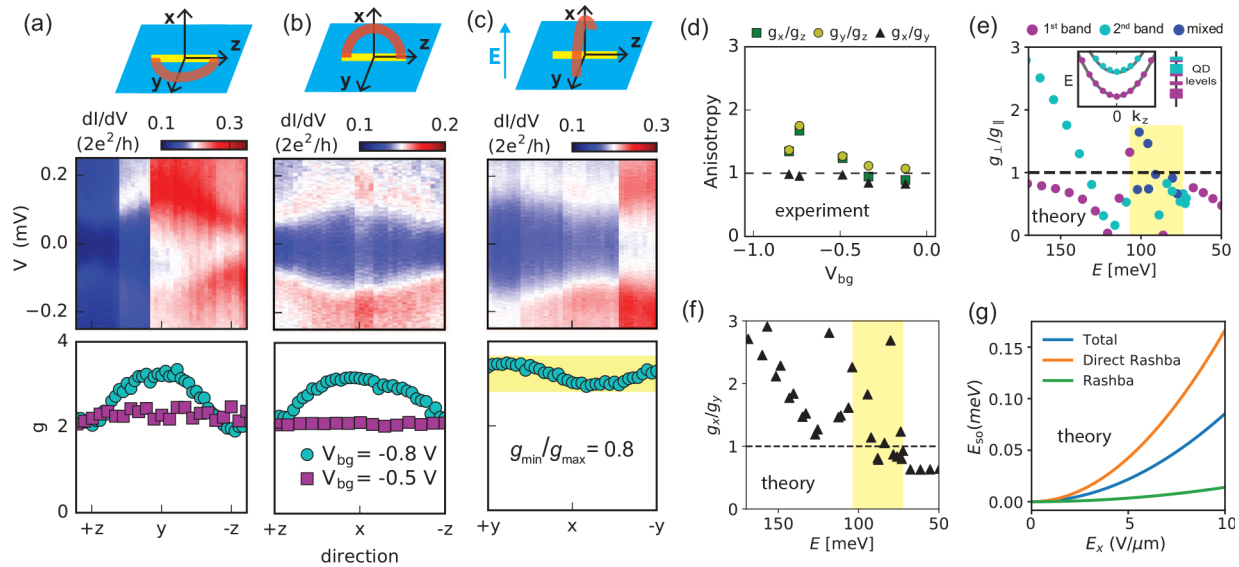 (a)
x
z
y
dI/dV
(2e²/h)
0.1 0.3
V (mV)
0.2
0.0
−0.2
g
4
2
0
+z y -z
(b)
x
z
y
dI/dV
(2e²/h)
0.1 0.2
V_bg = -0.8 V
V_bg = -0.5 V
+z x -z
direction
(c)
E
x
z
y
dI/dV
(2e²/h)
0.1 0.3
g_min/g_max = 0.8
+y x -y
(d)
g_x/g_z g_y/g_z g_x/g_y
Anisotropy
3
2
1
0
experiment
−1.0 −0.5 0.0
V_bg
(e)
1st band 2nd band mixed
g_⊥/g_∥
3
2
1
0
E
0 k_z
QD
levels
theory
150 100 50
E [meV]
(f)
g_x/g_y
3
2
1
0
theory
150 100 50
E [meV]
(g)
E_so(meV)
0.15
0.10
0.05
0.00
Total
Direct Rashba
Rashba
theory
0 5 10
E_x (V/μm)